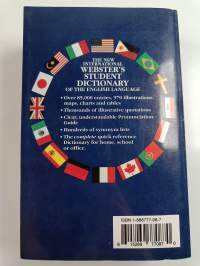 THE NEW
INTERNATIONAL
WEBSTER'S
STUDENT
DICTIONARY
OF THE ENGLISH LANGUAGE
• Over 85,000 entries, 970 illustrations,
maps, charts and tables
• Thousands of illustrative quotations
• Clear, understandable Pronunciation
Guide
• Hundreds of synonym lists
• The complete quick reference
Dictionary for home, school
or office.
ISBN